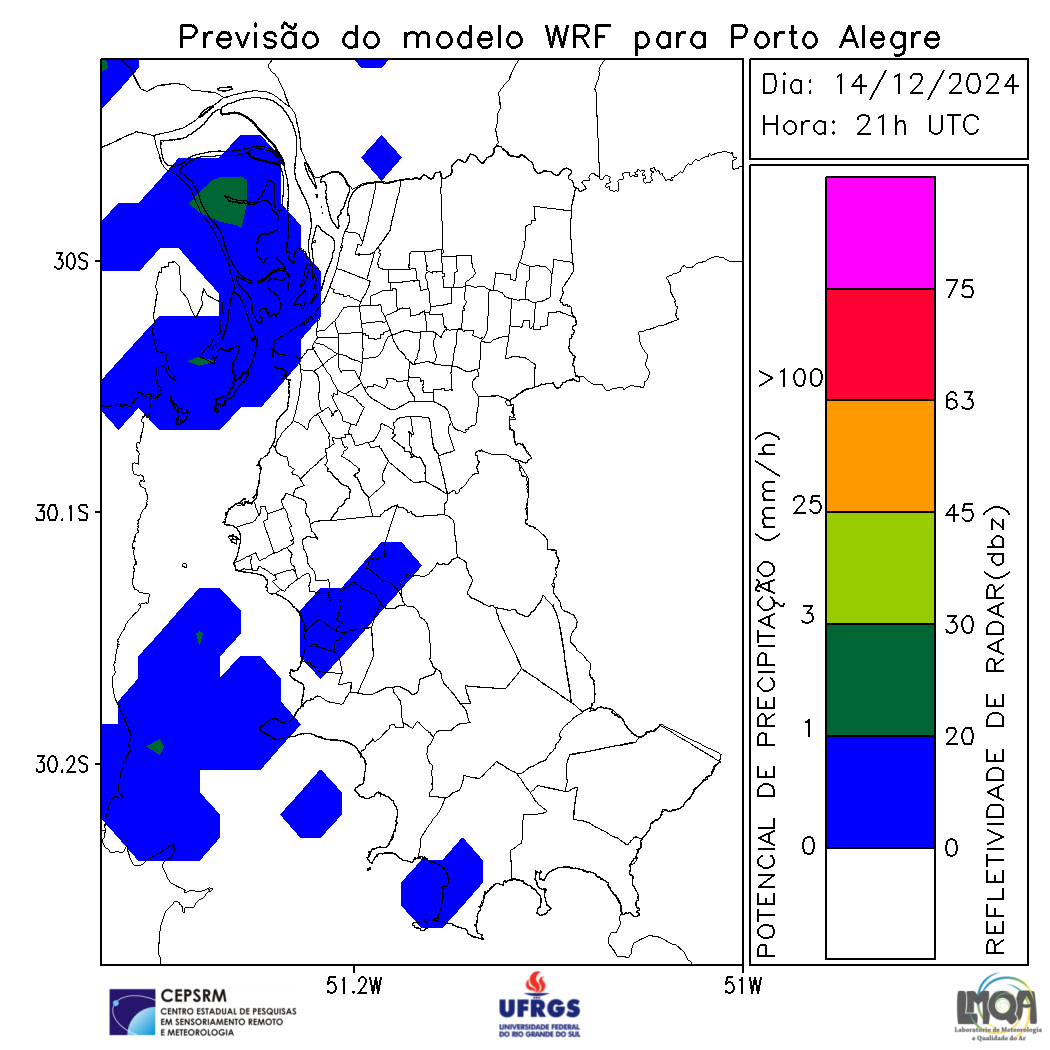 Previsão do modelo WRF para Porto Alegre
Dia: 14/12/2024
Hora: 21h UTC
30S
30.1S
30.2S
51.2W
51W
POTENCIAL DE PRECIPITAÇÃO (mm/h)
>100
25
3
1
0
75
63
45
30
20
0
REFLETIVIDADE DE RADAR(dbz)
CEPSRM
CENTRO ESTADUAL DE PESQUISAS
EM SENSORIAMENTO REMOTO
E METEOROLOGIA
UFRGS
UNIVERSIDADE FEDERAL
DO RIO GRANDE DO SUL
LMQA
Laboratório de Meteorologia
e Qualidade do Ar